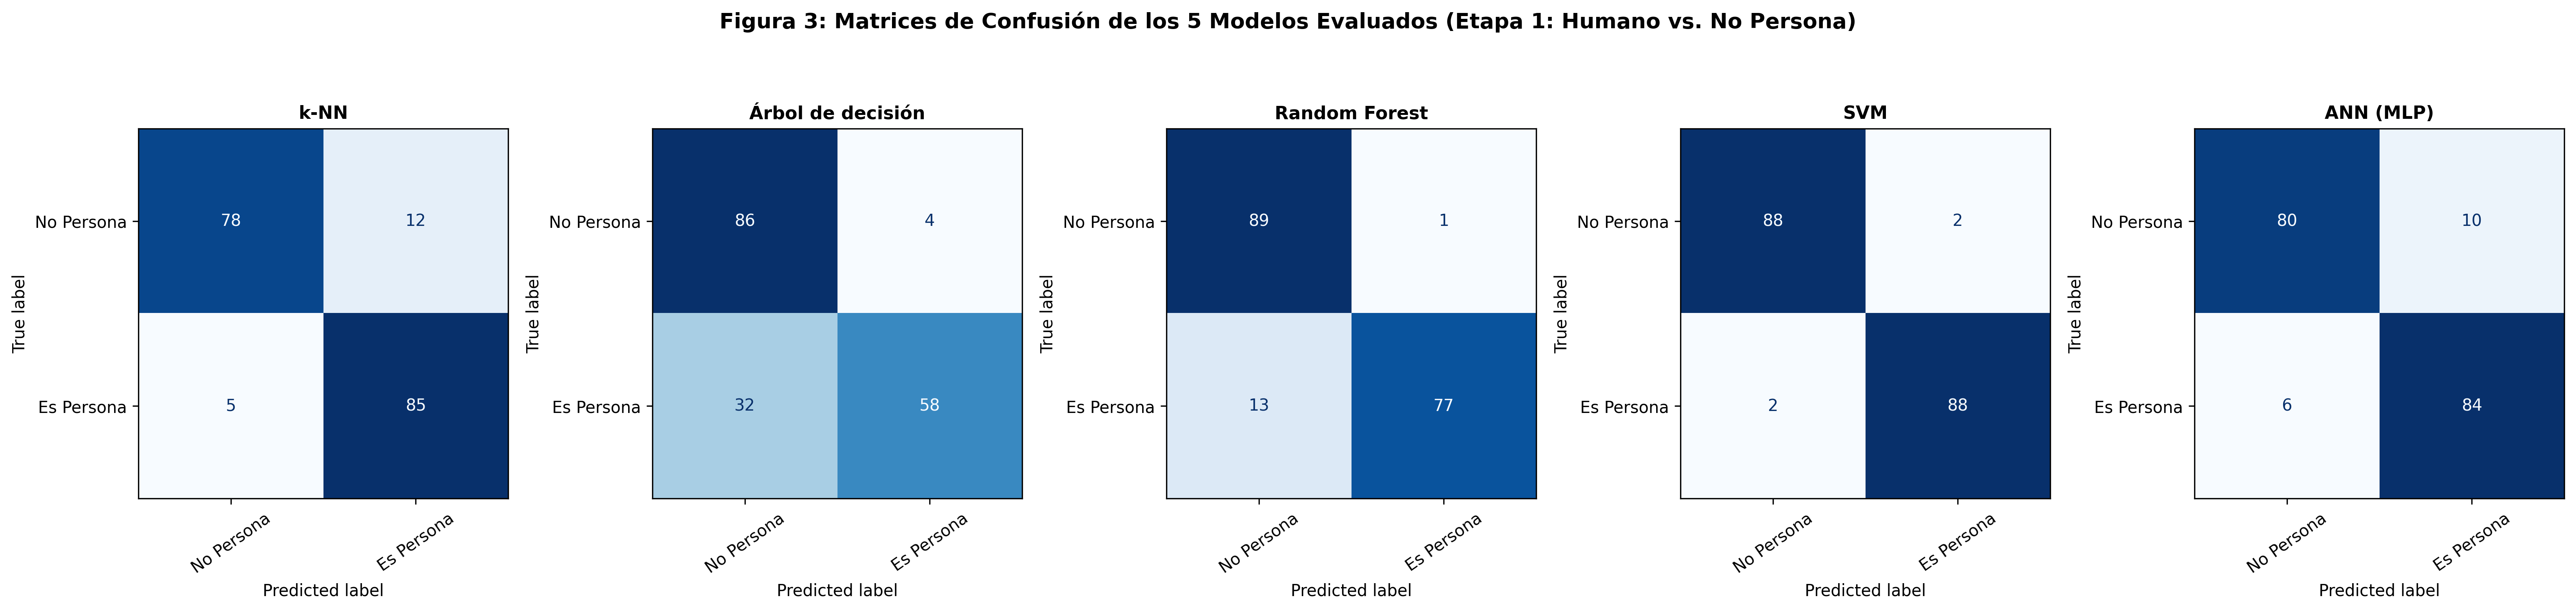 Figura 3: Matrices de Confusión de los 5 Modelos Evaluados (Etapa 1: Humano vs. No Persona)
k-NN
True label
No Persona
78
12
Es Persona
5
85
No Persona
Es Persona
Predicted label
Árbol de decisión
True label
No Persona
86
4
Es Persona
32
58
No Persona
Es Persona
Predicted label
Random Forest
True label
No Persona
89
1
Es Persona
13
77
No Persona
Es Persona
Predicted label
SVM
True label
No Persona
88
2
Es Persona
2
88
No Persona
Es Persona
Predicted label
ANN (MLP)
True label
No Persona
80
10
Es Persona
6
84
No Persona
Es Persona
Predicted label